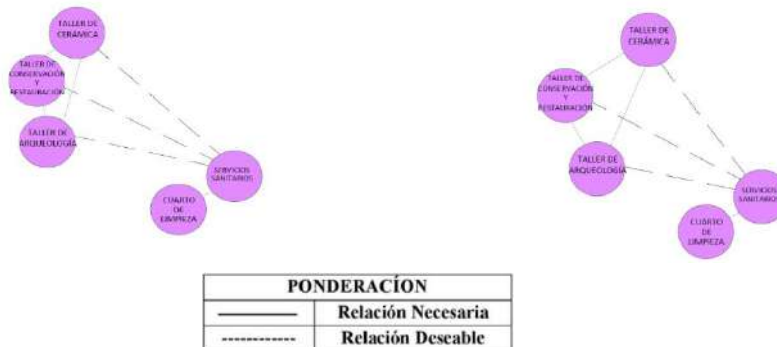 TALLER DE
CERÁMICA
TALLER DE
CONSERVACIÓN
Y
RESTAURACIÓN
TALLER DE
ARQUEOLOGÍA
SERVICIOS
SANITARIOS
CUARTO
DE
LIMPIEZA
TALLER DE
CERÁMICA
TALLER DE
CONSERVACIÓN
Y
RESTAURACIÓN
TALLER DE
ARQUEOLOGÍA
SERVICIOS
SANITARIOS
CUARTO
DE
LIMPIEZA
PONDERACÍON
Relación Necesaria
Relación Deseable